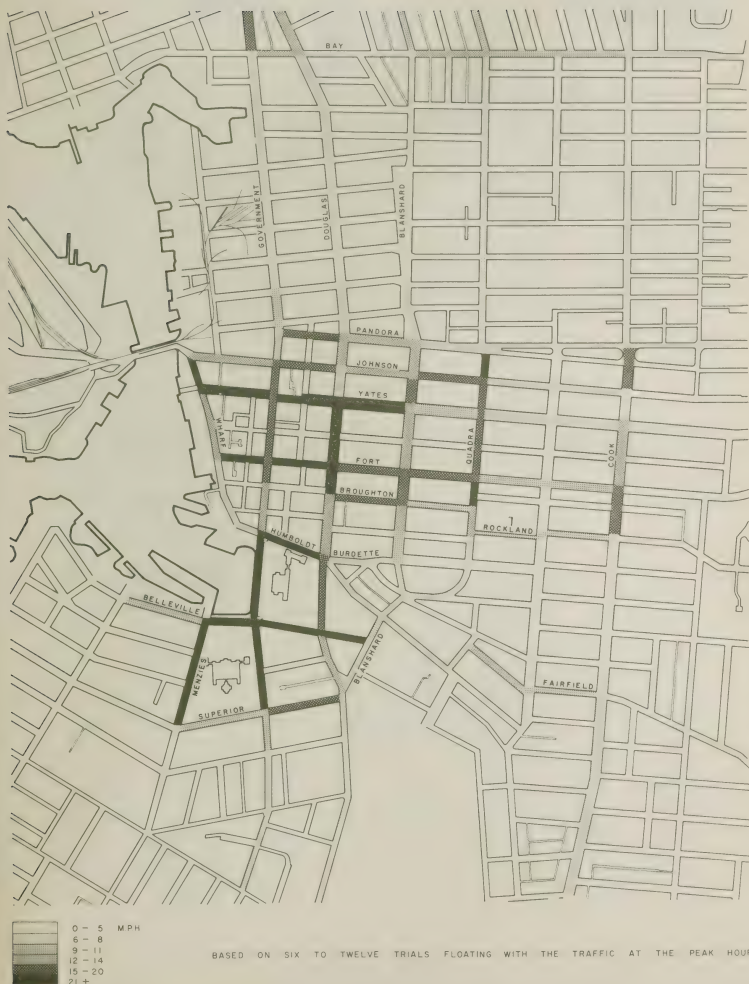 BAY
GOVERNMENT
DOUGLAS
BLANSHARD
PANDORA
JOHNSON
YATES
WHARF
FORT
QUADRA
COOK
BROUGHTON
ROCKLAND
HUMBOLDT
BURDETTE
BELLEVILLE
MENZIES
BLANSHARD
FAIRFIELD
SUPERIOR
0 - 5 MPH
6 - 8
9 - 11
12 - 14
15 - 20
21 +
BASED ON SIX TO TWELVE TRIALS FLOATING WITH THE TRAFFIC AT THE PEAK HOUR